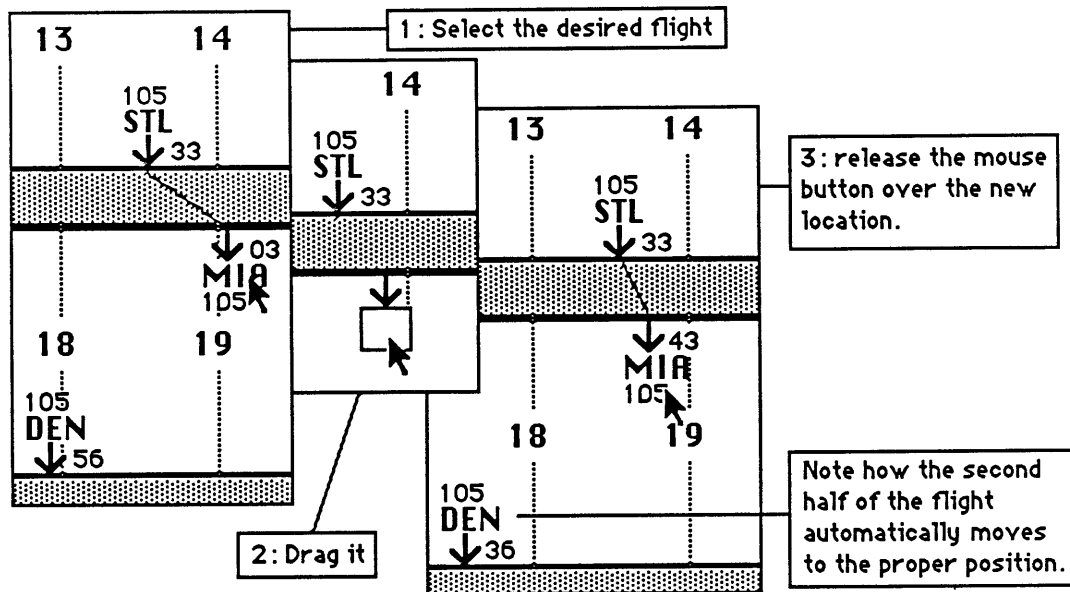 1: Select the desired flight
13 14
105
STL
33
03
MIA
105
18 19
105
DEN
56
14
105
STL
33
2: Drag it
13 14
105
STL
33
43
MIA
105
18 19
105
DEN
36
3: release the mouse
button over the new
location.
Note how the second
half of the flight
automatically moves
to the proper position.